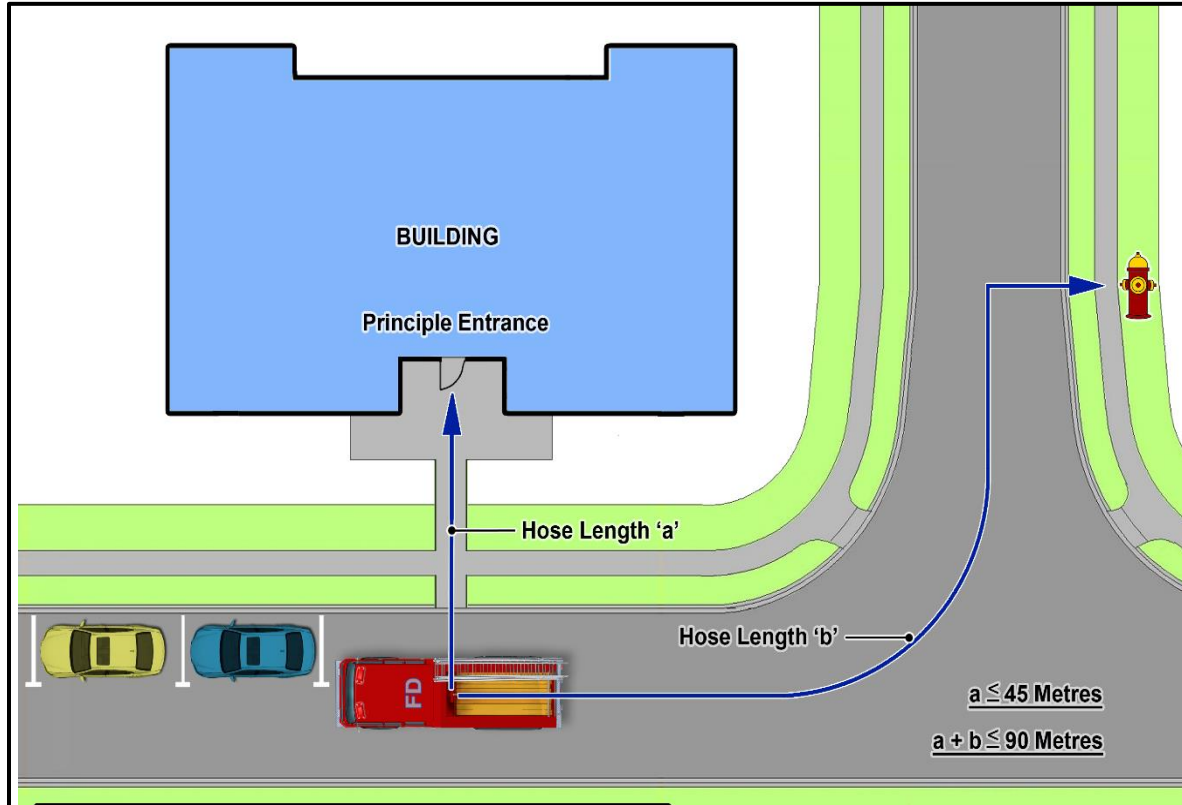 BUILDING
Principle Entrance
Hose Length ‘a’
Hose Length ‘b’
FD
a ≤ 45 Metres
a + b ≤ 90 Metres